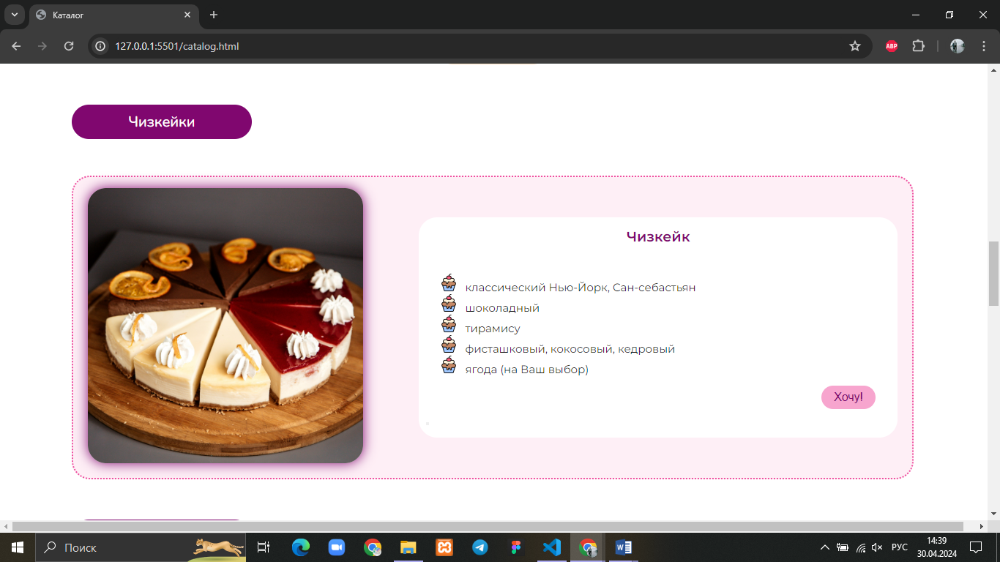 Каталог
127.0.0.1:5501/catalog.html
ABP
Чизкейки
Чизкейк
классический Нью-Йорк, Сан-себастьян
шоколадный
тирамису
фисташковый, кокосовый, кедровый
ягода (на Ваш выбор)
Хочу!
Поиск
РУС
14:39
30.04.2024